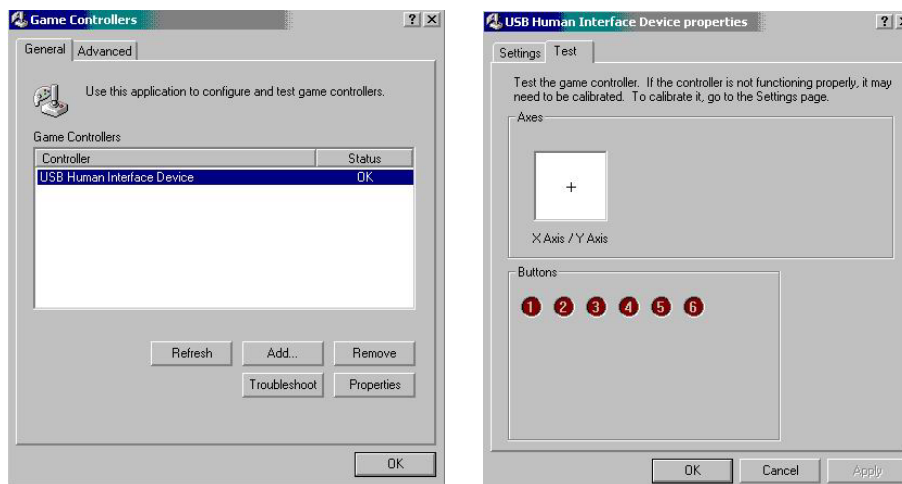 Game Controllers
General
Advanced
Use this application to configure and test game controllers.
Game Controllers
Controller Status
USB Human Interface Device OK
Refresh
Add...
Remove
Troubleshoot
Properties
OK
USB Human Interface Device properties
Settings
Test
Test the game controller. If the controller is not functioning properly, it may
need to be calibrated. To calibrate it, go to the Settings page.
Axes
X Axis / Y Axis
Buttons
1 2 3 4 5 6
OK
Cancel
Apply